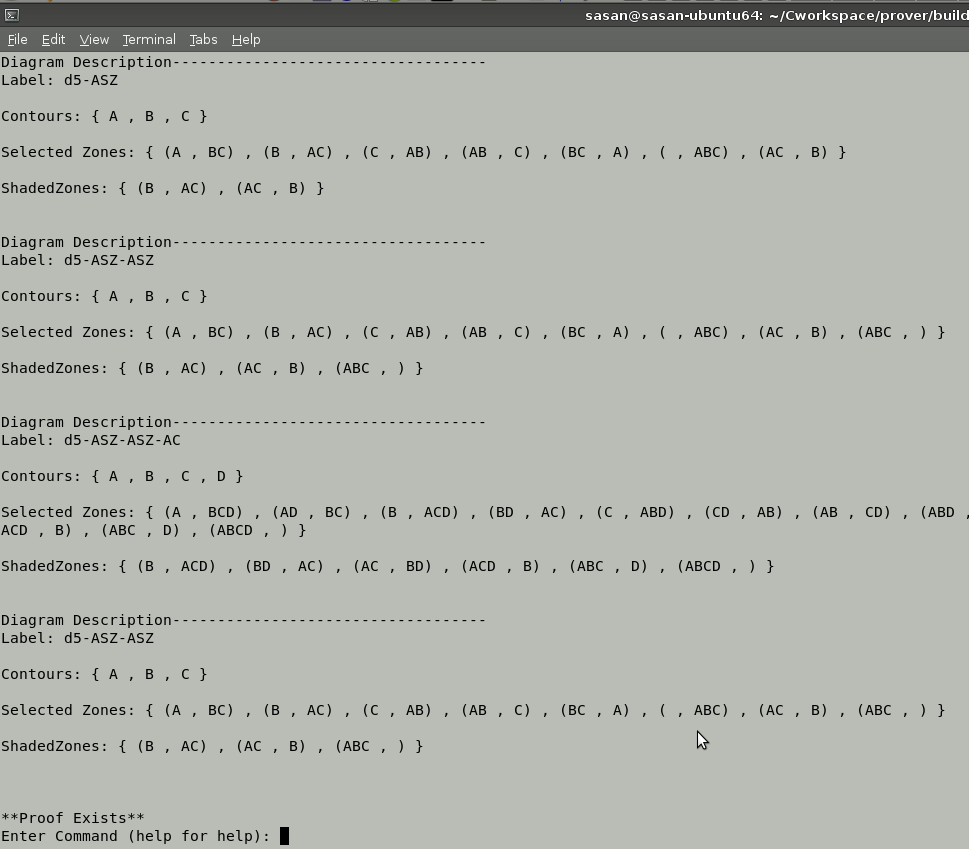 sasan@sasan-ubuntu64: ~/Cworkspace/prover/build
File Edit View Terminal Tabs Help
Diagram Description-----------------------------------
Label: d5-ASZ
Contours: { A , B , C }
Selected Zones: { (A , BC) , (B , AC) , (C , AB) , (AB , C) , (BC , A) , ( , ABC) , (AC , B) }
ShadedZones: { (B , AC) , (AC , B) }
Diagram Description-----------------------------------
Label: d5-ASZ-ASZ
Contours: { A , B , C }
Selected Zones: { (A , BC) , (B , AC) , (C , AB) , (AB , C) , (BC , A) , ( , ABC) , (AC , B) , (ABC , ) }
ShadedZones: { (B , AC) , (AC , B) , (ABC , ) }
Diagram Description-----------------------------------
Label: d5-ASZ-ASZ-AC
Contours: { A , B , C , D }
Selected Zones: { (A , BCD) , (AD , BC) , (B , ACD) , (BD , AC) , (C , ABD) , (CD , AB) , (AB , CD) , (ABD ,
ACD , B) , (ABC , D) , (ABCD , ) }
ShadedZones: { (B , ACD) , (BD , AC) , (AC , BD) , (ACD , B) , (ABC , D) , (ABCD , ) }
Diagram Description-----------------------------------
Label: d5-ASZ-ASZ
Contours: { A , B , C }
Selected Zones: { (A , BC) , (B , AC) , (C , AB) , (AB , C) , (BC , A) , ( , ABC) , (AC , B) , (ABC , ) }
ShadedZones: { (B , AC) , (AC , B) , (ABC , ) }
**Proof Exists**
Enter Command (help for help):